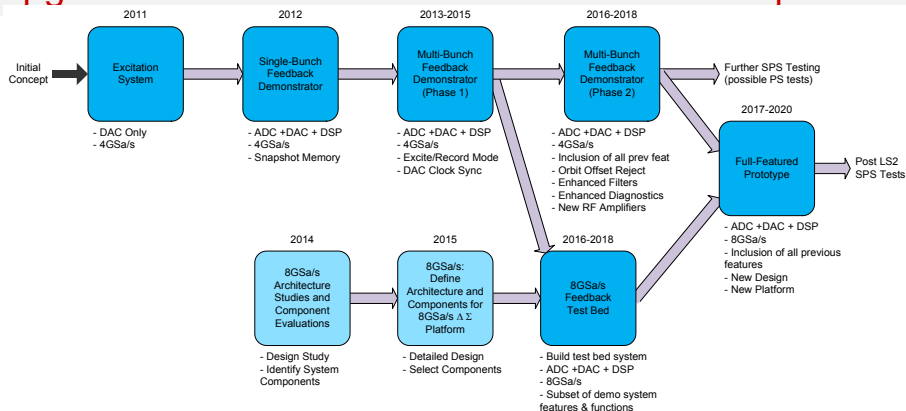 2011
2012
2013-2015
2016-2018
Initial
Concept
Excitation
System
- DAC Only
- 4GSa/s
Single-Bunch
Feedback
Demonstrator
- ADC +DAC + DSP
- 4GSa/s
- Snapshot Memory
Multi-Bunch
Feedback
Demonstrator
(Phase 1)
- ADC +DAC + DSP
- 4GSa/s
- Excite/Record Mode
- DAC Clock Sync
Multi-Bunch
Feedback
Demonstrator
(Phase 2)
- ADC +DAC + DSP
- 4GSa/s
- Inclusion of all prev feat
- Orbit Offset Reject
- Enhanced Filters
- Enhanced Diagnostics
- New RF Amplifiers
Further SPS Testing
(possible PS tests)
2017-2020
Full-Featured
Prototype
- ADC +DAC + DSP
- 8GSa/s
- Inclusion of all previous
features
- New Design
- New Platform
Post LS2
SPS Tests
2014
8GSa/s
Architecture
Studies and
Component
Evaluations
- Design Study
- Identify System
Components
2015
8GSa/s:
Define
Architecture and
Components for
8GSa/s Δ Σ
Platform
- Detailed Design
- Select Components
2016-2018
8GSa/s
Feedback
Test Bed
- Build test bed system
- ADC +DAC + DSP
- 8GSa/s
- Subset of demo system
features & functions